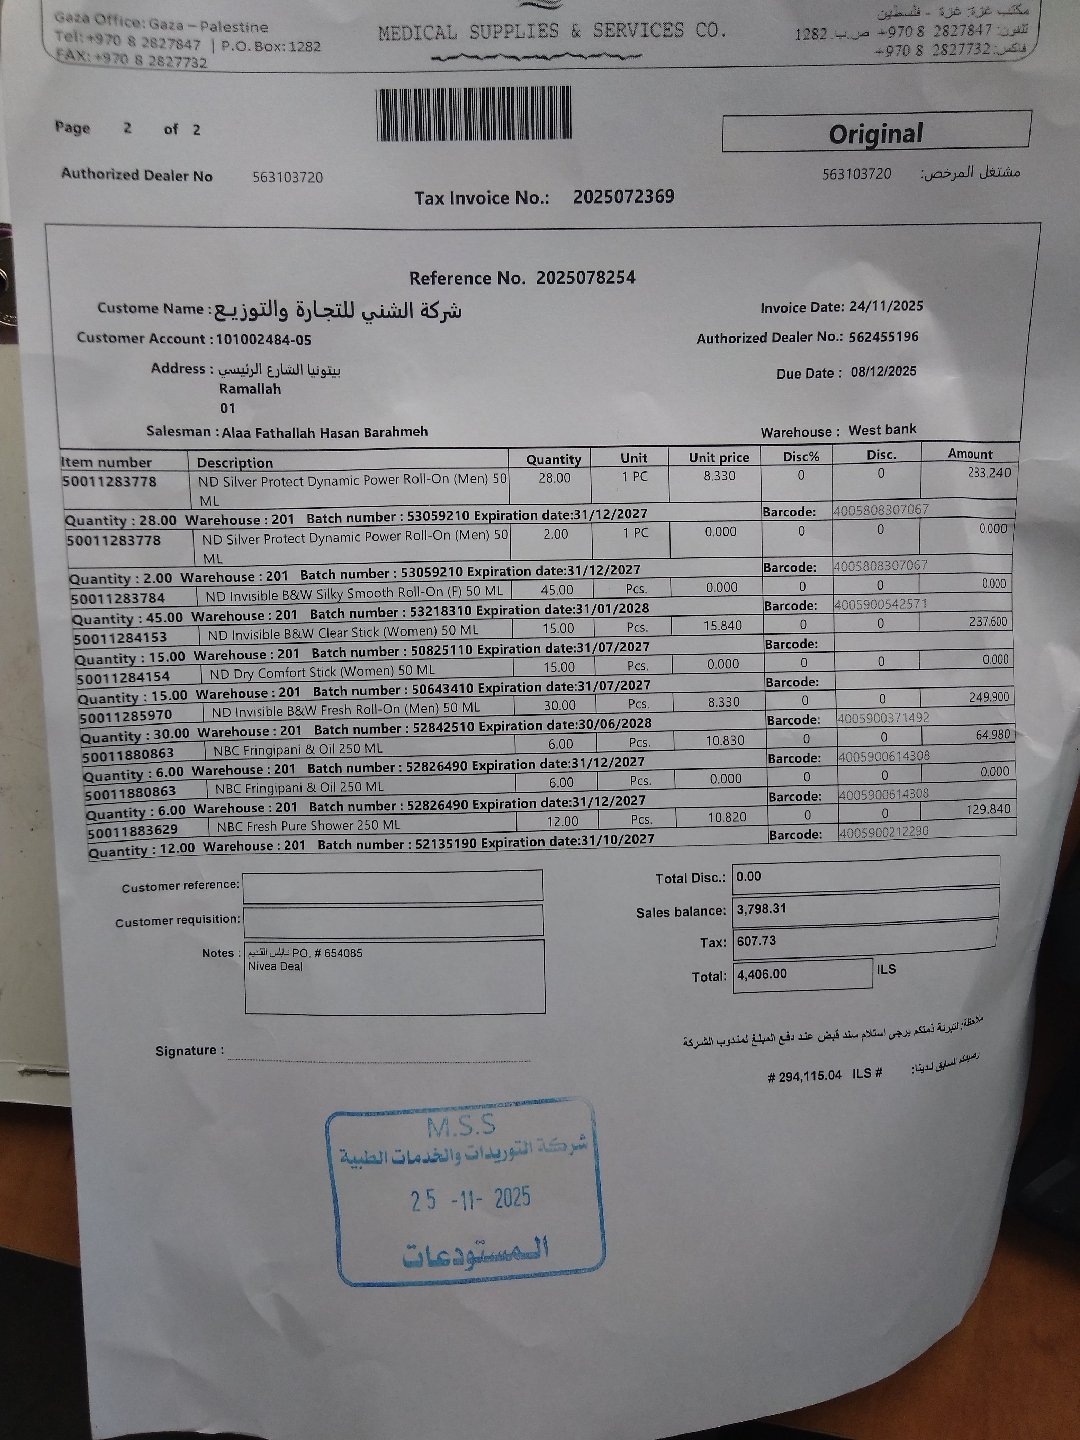 Gaza Office: Gaza – Palestine
Tel: +970 8 2827847 | P.O. Box: 1282
FAX: +970 8 2827732
MEDICAL SUPPLIES & SERVICES CO.
مكتب غزة: غزة - فلسطين
تلفون: +970 8 2827847 ص.ب. 1282
فاكس: +970 8 2827732
Page 2 of 2
Original
Authorized Dealer No 563103720
مشتغل المرخص: 563103720
Tax Invoice No.: 2025072369
Reference No. 2025078254
Custome Name : شركة الشني للتجارة والتوزيع
Invoice Date: 24/11/2025
Customer Account : 101002484-05
Authorized Dealer No.: 562455196
Address : بيتونيا الشارع الرئيسي
Ramallah
01
Due Date : 08/12/2025
Salesman : Alaa Fathallah Hasan Barahmeh
Warehouse : West bank
Item number Description Quantity Unit Unit price Disc% Disc. Amount
50011283778 ND Silver Protect Dynamic Power Roll-On (Men) 50 ML 28.00 1 PC 8.330 0 0 233.240
Quantity : 28.00 Warehouse : 201 Batch number : 53059210 Expiration date:31/12/2027 Barcode: 4005808307067
50011283778 ND Silver Protect Dynamic Power Roll-On (Men) 50 ML 2.00 1 PC 0.000 0 0 0.000
Quantity : 2.00 Warehouse : 201 Batch number : 53059210 Expiration date:31/12/2027 Barcode: 4005808307067
50011283784 ND Invisible B&W Silky Smooth Roll-On (F) 50 ML 45.00 Pcs. 0.000 0 0 0.000
Quantity : 45.00 Warehouse : 201 Batch number : 53218310 Expiration date:31/01/2028 Barcode: 4005900542571
50011284153 ND Invisible B&W Clear Stick (Women) 50 ML 15.00 Pcs. 15.840 0 0 237.600
Quantity : 15.00 Warehouse : 201 Batch number : 50825110 Expiration date:31/07/2027 Barcode:
50011284154 ND Dry Comfort Stick (Women) 50 ML 15.00 Pcs. 0.000 0 0 0.000
Quantity : 15.00 Warehouse : 201 Batch number : 50643410 Expiration date:31/07/2027 Barcode:
50011285970 ND Invisible B&W Fresh Roll-On (Men) 50 ML 30.00 Pcs. 8.330 0 0 249.900
Quantity : 30.00 Warehouse : 201 Batch number : 52842510 Expiration date:30/06/2028 Barcode: 4005900371492
50011880863 NBC Fringipani & Oil 250 ML 6.00 Pcs. 10.830 0 0 64.980
Quantity : 6.00 Warehouse : 201 Batch number : 52826490 Expiration date:31/12/2027 Barcode: 4005900614308
50011880863 NBC Fringipani & Oil 250 ML 6.00 Pcs. 0.000 0 0 0.000
Quantity : 6.00 Warehouse : 201 Batch number : 52826490 Expiration date:31/12/2027 Barcode: 4005900614308
50011883629 NBC Fresh Pure Shower 250 ML 12.00 Pcs. 10.820 0 0 129.840
Quantity : 12.00 Warehouse : 201 Batch number : 52135190 Expiration date:31/10/2027 Barcode: 4005900212290
Customer reference:
Customer requisition:
Notes : نابلس القديم PO. # 654085
Nivea Deal
Total Disc.: 0.00
Sales balance: 3,798.31
Tax: 607.73
Total: 4,406.00 ILS
ملاحظة: لتبرئة ذمتكم يرجى استلام سند قبض عند دفع المبلغ لمندوب الشركة
Signature :
# 294,115.04 ILS # السابق لدينا:
M.S.S
شركة التوريدات والخدمات الطبية
25 -11- 2025
المستودعات